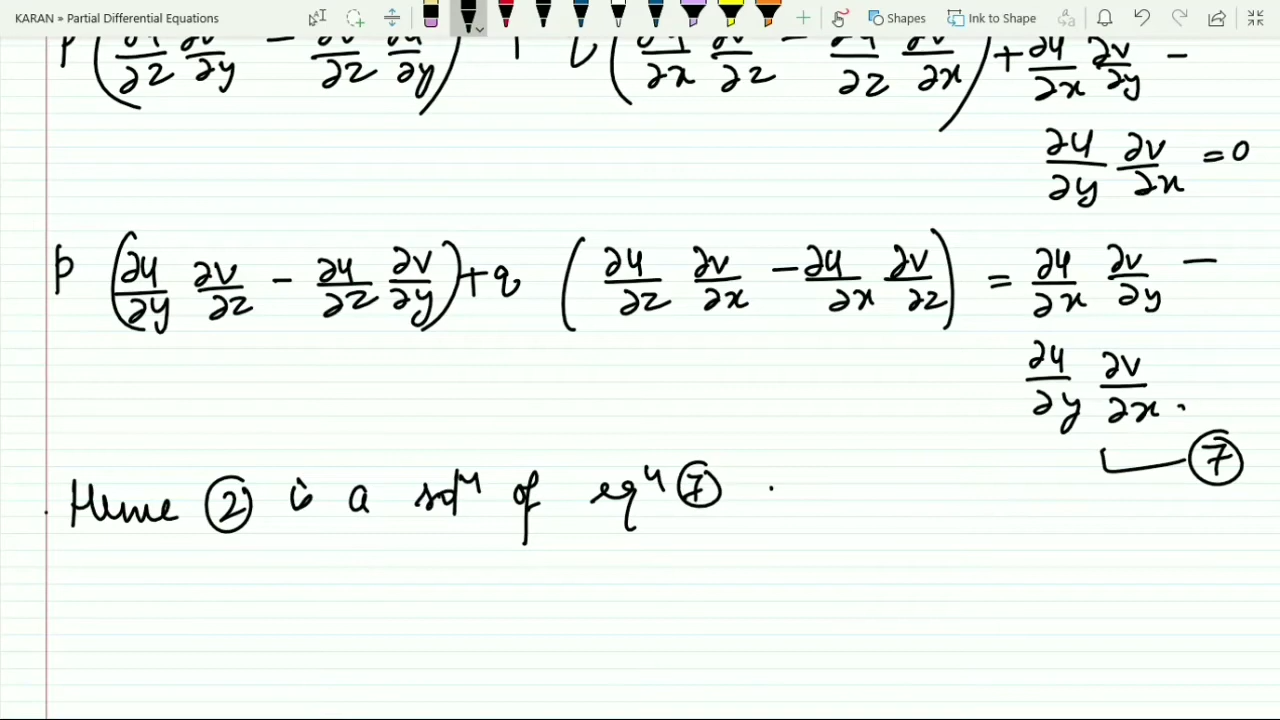 KARAN » Partial Differential Equations
Shapes
Ink to Shape
p(∂u/∂z ∂v/∂y − ∂v/∂z ∂u/∂y) + q(∂u/∂x ∂v/∂z − ∂u/∂z ∂v/∂x) + ∂u/∂x ∂v/∂y −
∂u/∂y ∂v/∂x = 0
p (∂u/∂y ∂v/∂z − ∂u/∂z ∂v/∂y) + q (∂u/∂z ∂v/∂x − ∂u/∂x ∂v/∂z) = ∂u/∂x ∂v/∂y −
∂u/∂y ∂v/∂x .
⑦
Hence ② is a solⁿ of eqⁿ ⑦ .